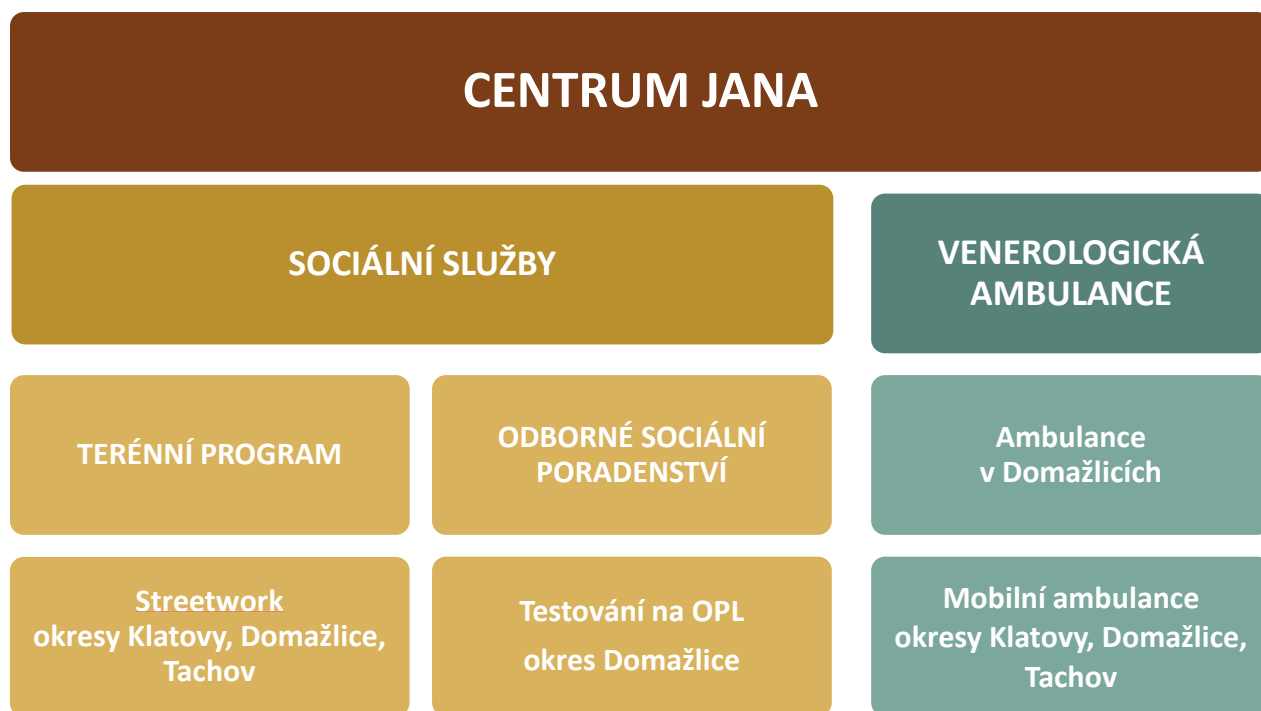 CENTRUM JANA
SOCIÁLNÍ SLUŽBY
VENEROLOGICKÁ
AMBULANCE
TERÉNNÍ PROGRAM
ODBORNÉ SOCIÁLNÍ
PORADENSTVÍ
Ambulance
v Domažlicích
Streetwork
okresy Klatovy, Domažlice,
Tachov
Testování na OPL
okres Domažlice
Mobilní ambulance
okresy Klatovy, Domažlice,
Tachov